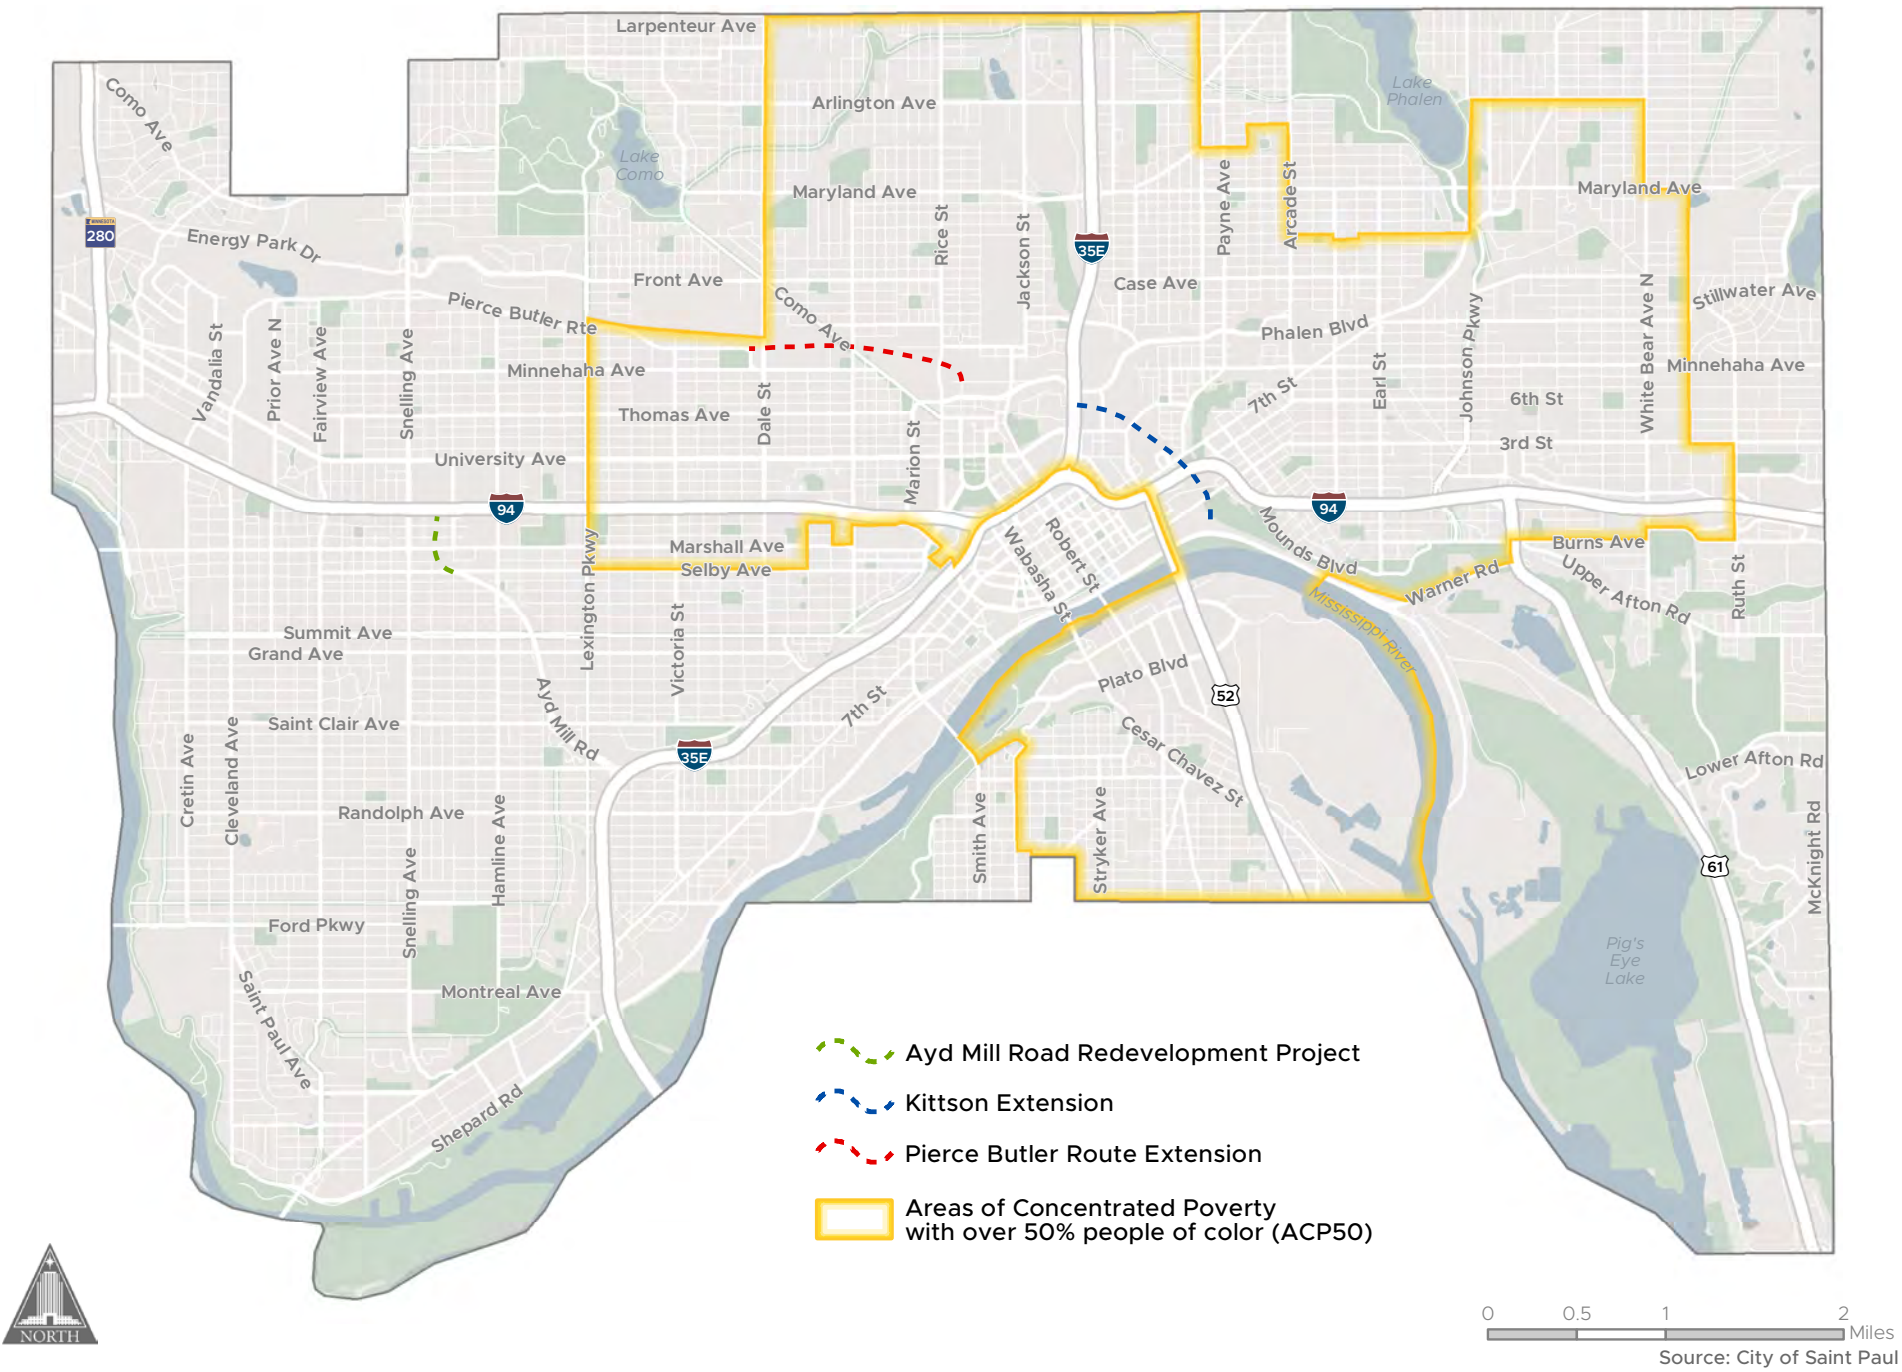 Larpenteur Ave
Como Ave
Arlington Ave
Lake
Phalen
Lake
Como
Maryland Ave
Maryland Ave
Payne Ave
Arcade St
Rice St
Jackson St
MINNESOTA
280
Energy Park Dr
35E
Front Ave
Case Ave
Pierce Butler Rte
Como Ave
Stillwater Ave
Phalen Blvd
Vandalia St
Prior Ave N
Fairview Ave
Snelling Ave
Minnehaha Ave
Minnehaha Ave
Johnson Pkwy
White Bear Ave N
Earl St
7th St
6th St
Thomas Ave
Dale St
Marion St
3rd St
University Ave
94
94
Marshall Ave
Selby Ave
Lexington Pkwy
Wabasha St
Robert St
Mounds Blvd
Burns Ave
Warner Rd
Upper Afton Rd
Ruth St
Mississippi River
Summit Ave
Grand Ave
Victoria St
Plato Blvd
52
Ayd Mill Rd
7th St
Saint Clair Ave
Cesar Chavez St
35E
Lower Afton Rd
Cretin Ave
Cleveland Ave
Randolph Ave
Hamline Ave
Smith Ave
Stryker Ave
61
McKnight Rd
Snelling Ave
Ford Pkwy
Pig's
Eye
Lake
Montreal Ave
Saint Paul Ave
Shepard Rd
Ayd Mill Road Redevelopment Project
Kittson Extension
Pierce Butler Route Extension
Areas of Concentrated Poverty
with over 50% people of color (ACP50)
NORTH
0 0.5 1 2
Miles
Source: City of Saint Paul